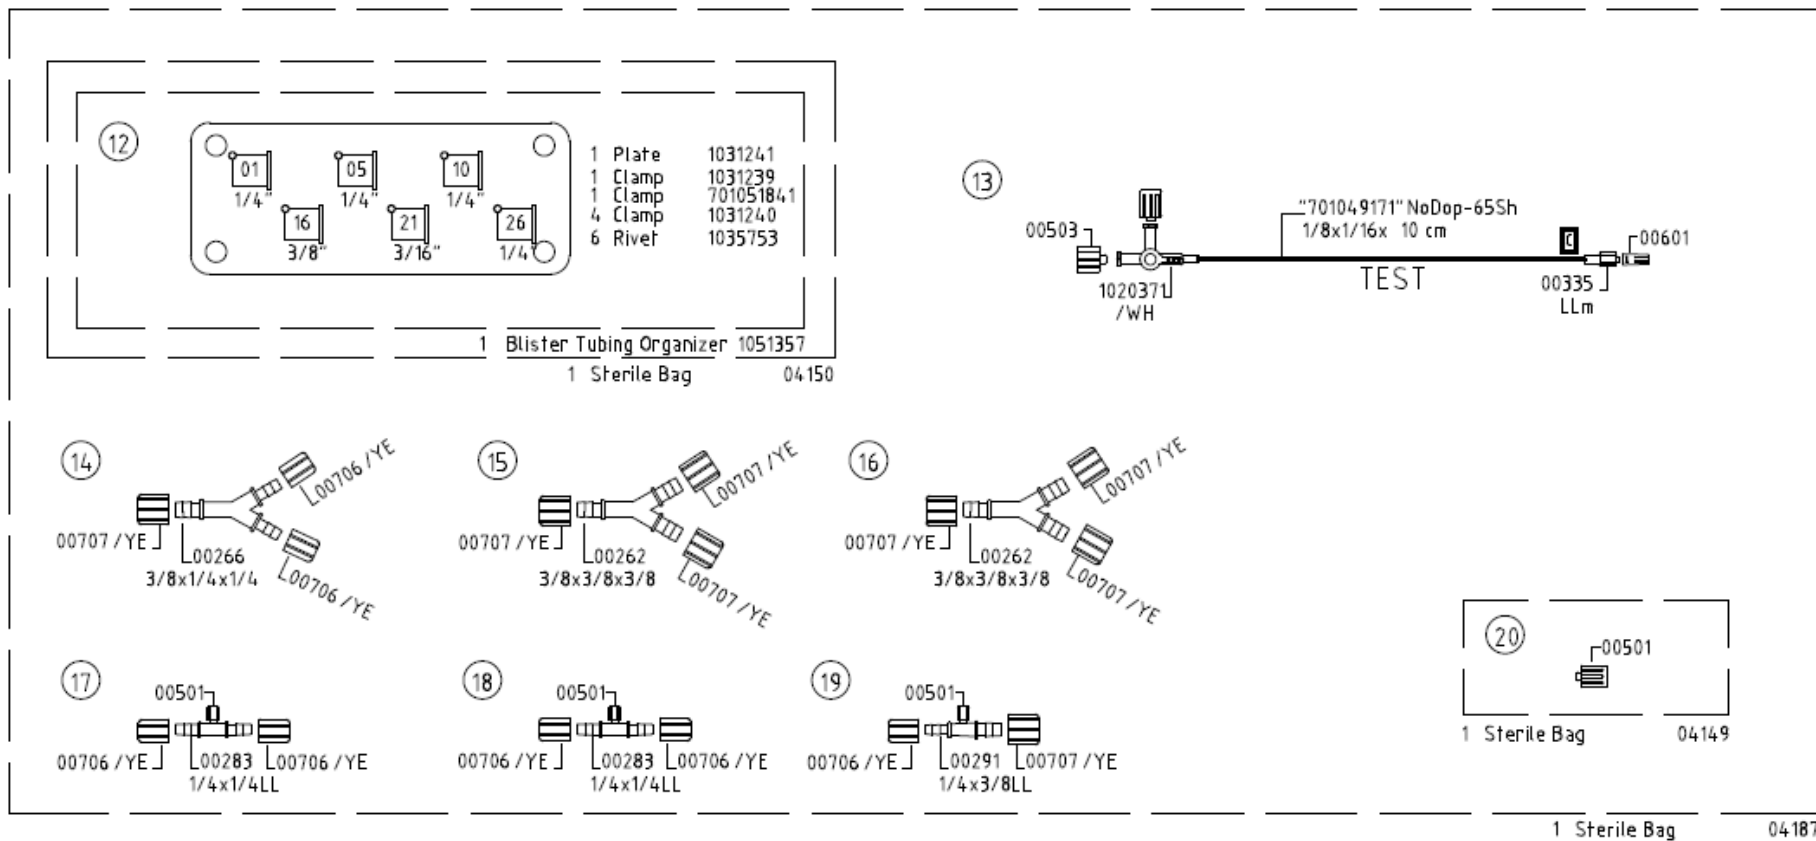 12
01
1/4"
05
1/4"
10
1/4"
16
3/8"
21
3/16"
26
1/4"
1 Plate 1031241
1 Clamp 1031239
1 Clamp 701051841
4 Clamp 1031240
6 Rivet 1035753
1 Blister Tubing Organizer 1051357
1 Sterile Bag 04150
13
00503
1020371
/WH
"701049171" NoDop-65Sh
1/8x1/16x 10 cm
TEST
C
00601
00335
LLm
14
00706 /YE
00707 /YE
00266
3/8x1/4x1/4
00706 /YE
15
00707 /YE
00707 /YE
00262
3/8x3/8x3/8
00707 /YE
16
00707 /YE
00707 /YE
00262
3/8x3/8x3/8
00707 /YE
17
00501
00706 /YE
00283
1/4x1/4LL
00706 /YE
18
00501
00706 /YE
00283
1/4x1/4LL
00706 /YE
19
00501
00706 /YE
00291
1/4x3/8LL
00707 /YE
20
00501
1 Sterile Bag 04149
1 Sterile Bag 04187